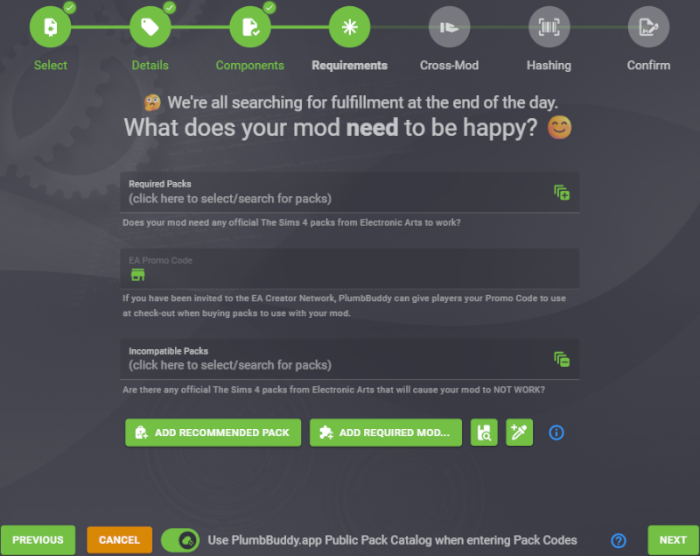 Select
Details
Components
Requirements
Cross-Mod
Hashing
Confirm
We're all searching for fulfillment at the end of the day.
What does your mod need to be happy?
Required Packs
(click here to select/search for packs)
Does your mod need any official The Sims 4 packs from Electronic Arts to work?
EA Promo Code
If you have been invited to the EA Creator Network, PlumbBuddy can give players your Promo Code to use
at check-out when buying packs to use with your mod.
Incompatible Packs
(click here to select/search for packs)
Are there any official The Sims 4 packs from Electronic Arts that will cause your mod to NOT WORK?
ADD RECOMMENDED PACK
ADD REQUIRED MOD...
PREVIOUS
CANCEL
Use PlumbBuddy.app Public Pack Catalog when entering Pack Codes
NEXT